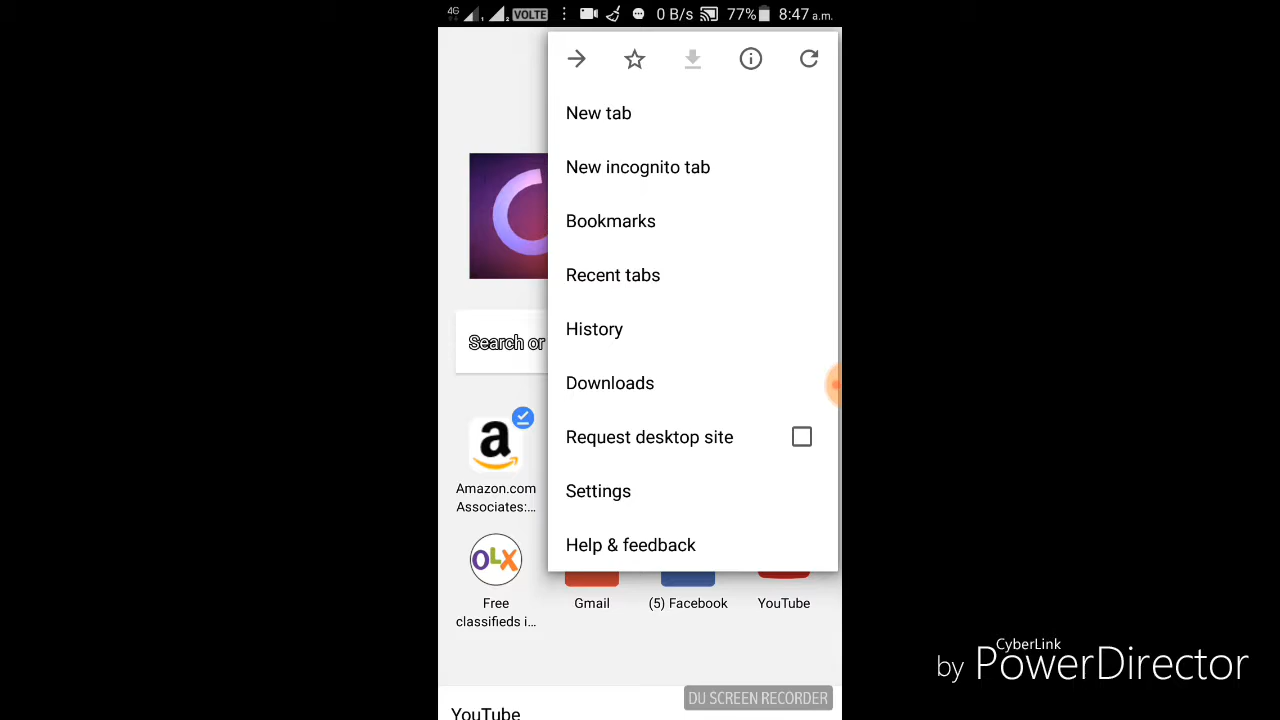 4G 1 2 VOLTE 0 B/s 77% 8:47 a.m.
New tab
New incognito tab
Bookmarks
Recent tabs
History
Search or
Downloads
Request desktop site
a
Amazon.com
Associates:...
Settings
Help & feedback
OLX
Free
classifieds i...
Gmail
(5) Facebook
YouTube
CyberLink
by PowerDirector
DU SCREEN RECORDER
YouTube